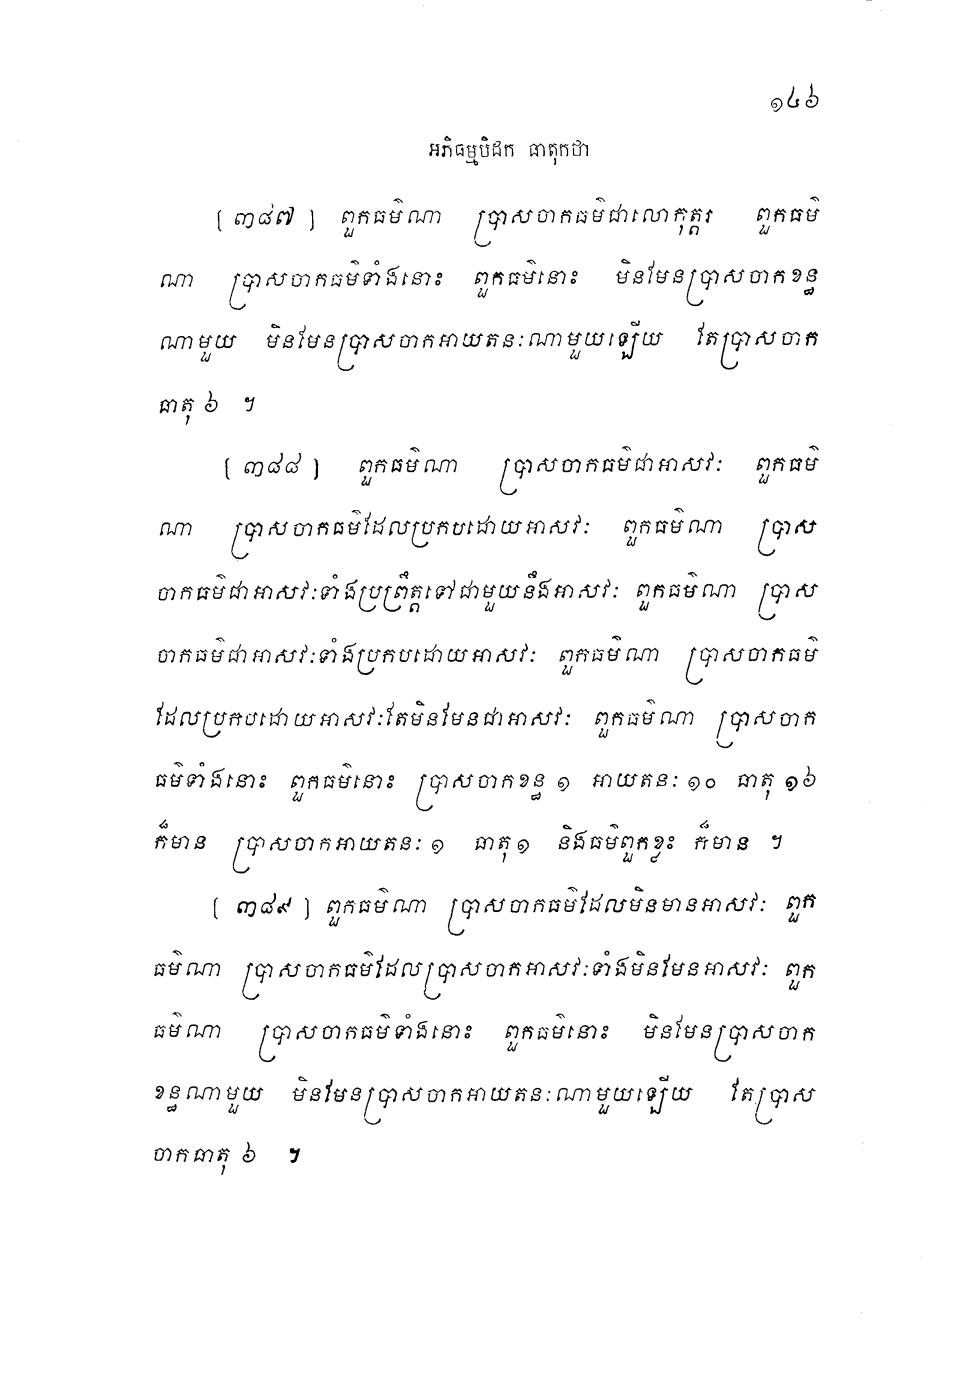 ១៤៦
អភិធម្មបិដក ធាតុកថា
[ ៣៨៧ ] ពួកធម៌ណា ប្រាសចាកធម៌ជាលោកុត្តរ ពួកធម៌
ណា ប្រាសចាកធម៌ទាំងនោះ ពួកធម៌នោះ មិនមែនប្រាសចាកខន្ធ
ណាមួយ មិនមែនប្រាសចាកអាយតនៈណាមួយឡើយ តែប្រាសចាក
ធាតុ ៦ ។
[ ៣៨៨ ] ពួកធម៌ណា ប្រាសចាកធម៌ជាអាសវៈ ពួកធម៌
ណា ប្រាសចាកធម៌ដែលប្រកបដោយអាសវៈ ពួកធម៌ណា ប្រាស
ចាកធម៌ជាអាសវៈទាំងប្រព្រឹត្តទៅជាមួយនឹងអាសវៈ ពួកធម៌ណា ប្រាស
ចាកធម៌ជាអាសវៈទាំងប្រកបដោយអាសវៈ ពួកធម៌ណា ប្រាសចាកធម៌
ដែលប្រកបដោយអាសវៈតែមិនមែនជាអាសវៈ ពួកធម៌ណា ប្រាសចាក
ធម៌ទាំងនោះ ពួកធម៌នោះ ប្រាសចាកខន្ធ ១ អាយតនៈ ១០ ធាតុ ១៦
ក៏មាន ប្រាសចាកអាយតនៈ ១ ធាតុ ១ និងធម៌ពួកខ្លះ ក៏មាន ។
[ ៣៨៩ ] ពួកធម៌ណា ប្រាសចាកធម៌ដែលមិនមានអាសវៈ ពួក
ធម៌ណា ប្រាសចាកធម៌ដែលប្រាសចាកអាសវៈទាំងមិនមែនអាសវៈ ពួក
ធម៌ណា ប្រាសចាកធម៌ទាំងនោះ ពួកធម៌នោះ មិនមែនប្រាសចាក
ខន្ធណាមួយ មិនមែនប្រាសចាកអាយតនៈណាមួយឡើយ តែប្រាស
ចាកធាតុ ៦ ។